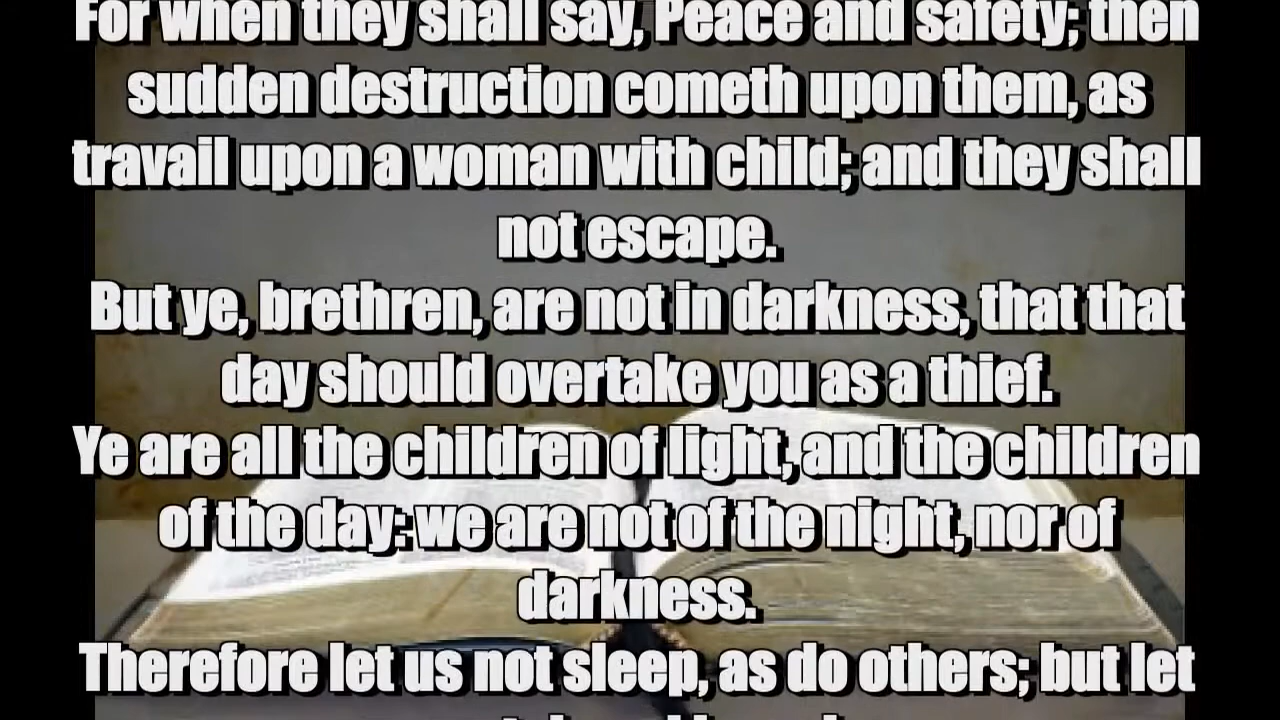 For when they shall say, Peace and safety; then
sudden destruction cometh upon them, as
travail upon a woman with child; and they shall
not escape.
But ye, brethren, are not in darkness, that that
day should overtake you as a thief.
Ye are all the children of light, and the children
of the day: we are not of the night, nor of
darkness.
Therefore let us not sleep, as do others; but let